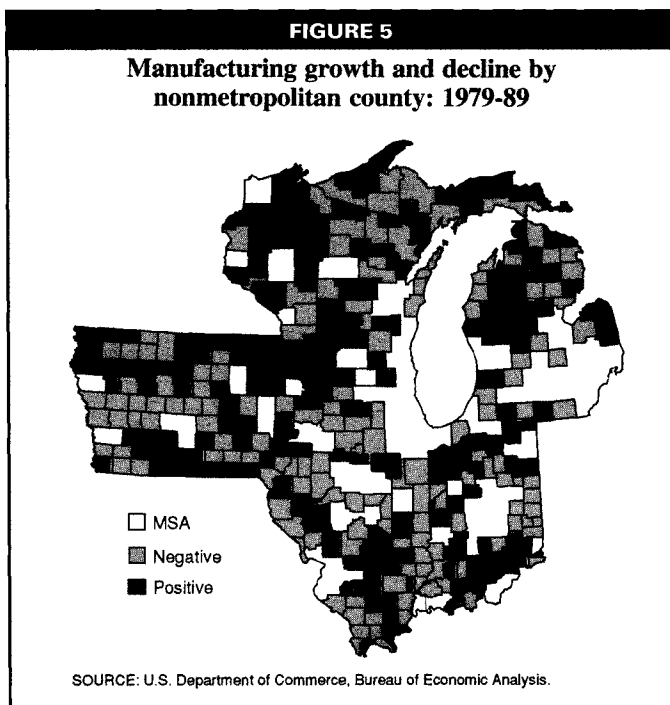 FIGURE 5
Manufacturing growth and decline by
nonmetropolitan county: 1979-89
MSA
Negative
Positive
SOURCE: U.S. Department of Commerce, Bureau of Economic Analysis.